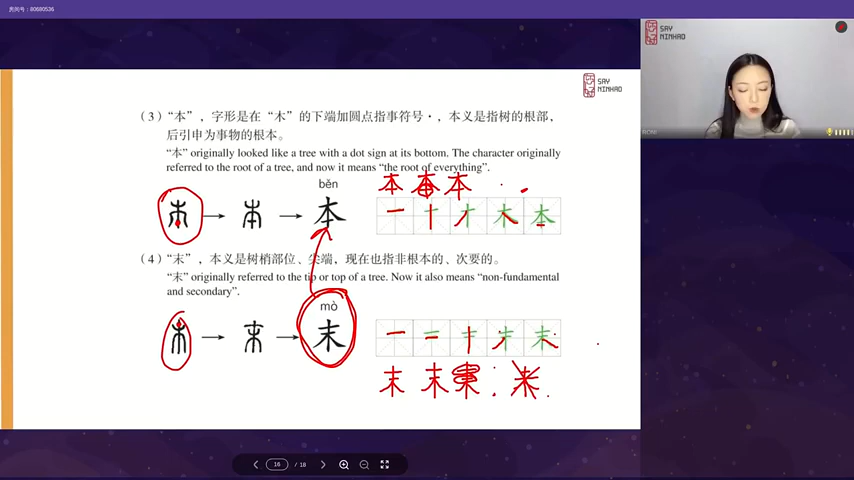 房间号：80690536
SAY
NINHAO
SAY
NINHAO
（3）“本”，字形是在“木”的下端加圆点指事符号·，本义是指树的根部，
后引申为事物的根本。
“本” originally looked like a tree with a dot sign at its bottom. The character originally
referred to the root of a tree, and now it means “the root of everything”.
běn
本 本 本
本
本
（4）“末”，本义是树梢部位、尖端，现在也指非根本的、次要的。
“末” originally referred to the tip or top of a tree. Now it also means “non-fundamental
and secondary”.
mò
末
末
末 末
16 / 18